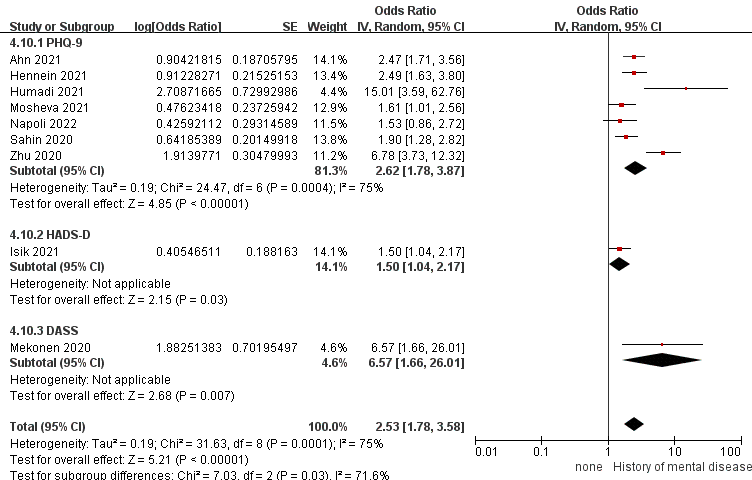 Odds Ratio Odds Ratio
Study or Subgroup log[Odds Ratio] SE Weight IV, Random, 95% CI IV, Random, 95% CI
4.10.1 PHQ-9
Ahn 2021 0.90421815 0.18705795 14.1% 2.47 [1.71, 3.56]
Hennein 2021 0.91228271 0.21525153 13.4% 2.49 [1.63, 3.80]
Humadi 2021 2.70871665 0.72992986 4.4% 15.01 [3.59, 62.76]
Mosheva 2021 0.47623418 0.23725942 12.9% 1.61 [1.01, 2.56]
Napoli 2022 0.42592112 0.29314589 11.5% 1.53 [0.86, 2.72]
Sahin 2020 0.64185389 0.20149918 13.8% 1.90 [1.28, 2.82]
Zhu 2020 1.9139771 0.30479993 11.2% 6.78 [3.73, 12.32]
Subtotal (95% CI) 81.3% 2.62 [1.78, 3.87]
Heterogeneity: Tau² = 0.19; Chi² = 24.47, df = 6 (P = 0.0004); I² = 75%
Test for overall effect: Z = 4.85 (P < 0.00001)
4.10.2 HADS-D
Isik 2021 0.40546511 0.188163 14.1% 1.50 [1.04, 2.17]
Subtotal (95% CI) 14.1% 1.50 [1.04, 2.17]
Heterogeneity: Not applicable
Test for overall effect: Z = 2.15 (P = 0.03)
4.10.3 DASS
Mekonen 2020 1.88251383 0.70195497 4.6% 6.57 [1.66, 26.01]
Subtotal (95% CI) 4.6% 6.57 [1.66, 26.01]
Heterogeneity: Not applicable
Test for overall effect: Z = 2.68 (P = 0.007)
Total (95% CI) 100.0% 2.53 [1.78, 3.58]
Heterogeneity: Tau² = 0.19; Chi² = 31.63, df = 8 (P = 0.0001); I² = 75%
Test for overall effect: Z = 5.21 (P < 0.00001)
Test for subgroup differences: Chi² = 7.03, df = 2 (P = 0.03), I² = 71.6%
0.01 0.1 1 10 100
none History of mental disease